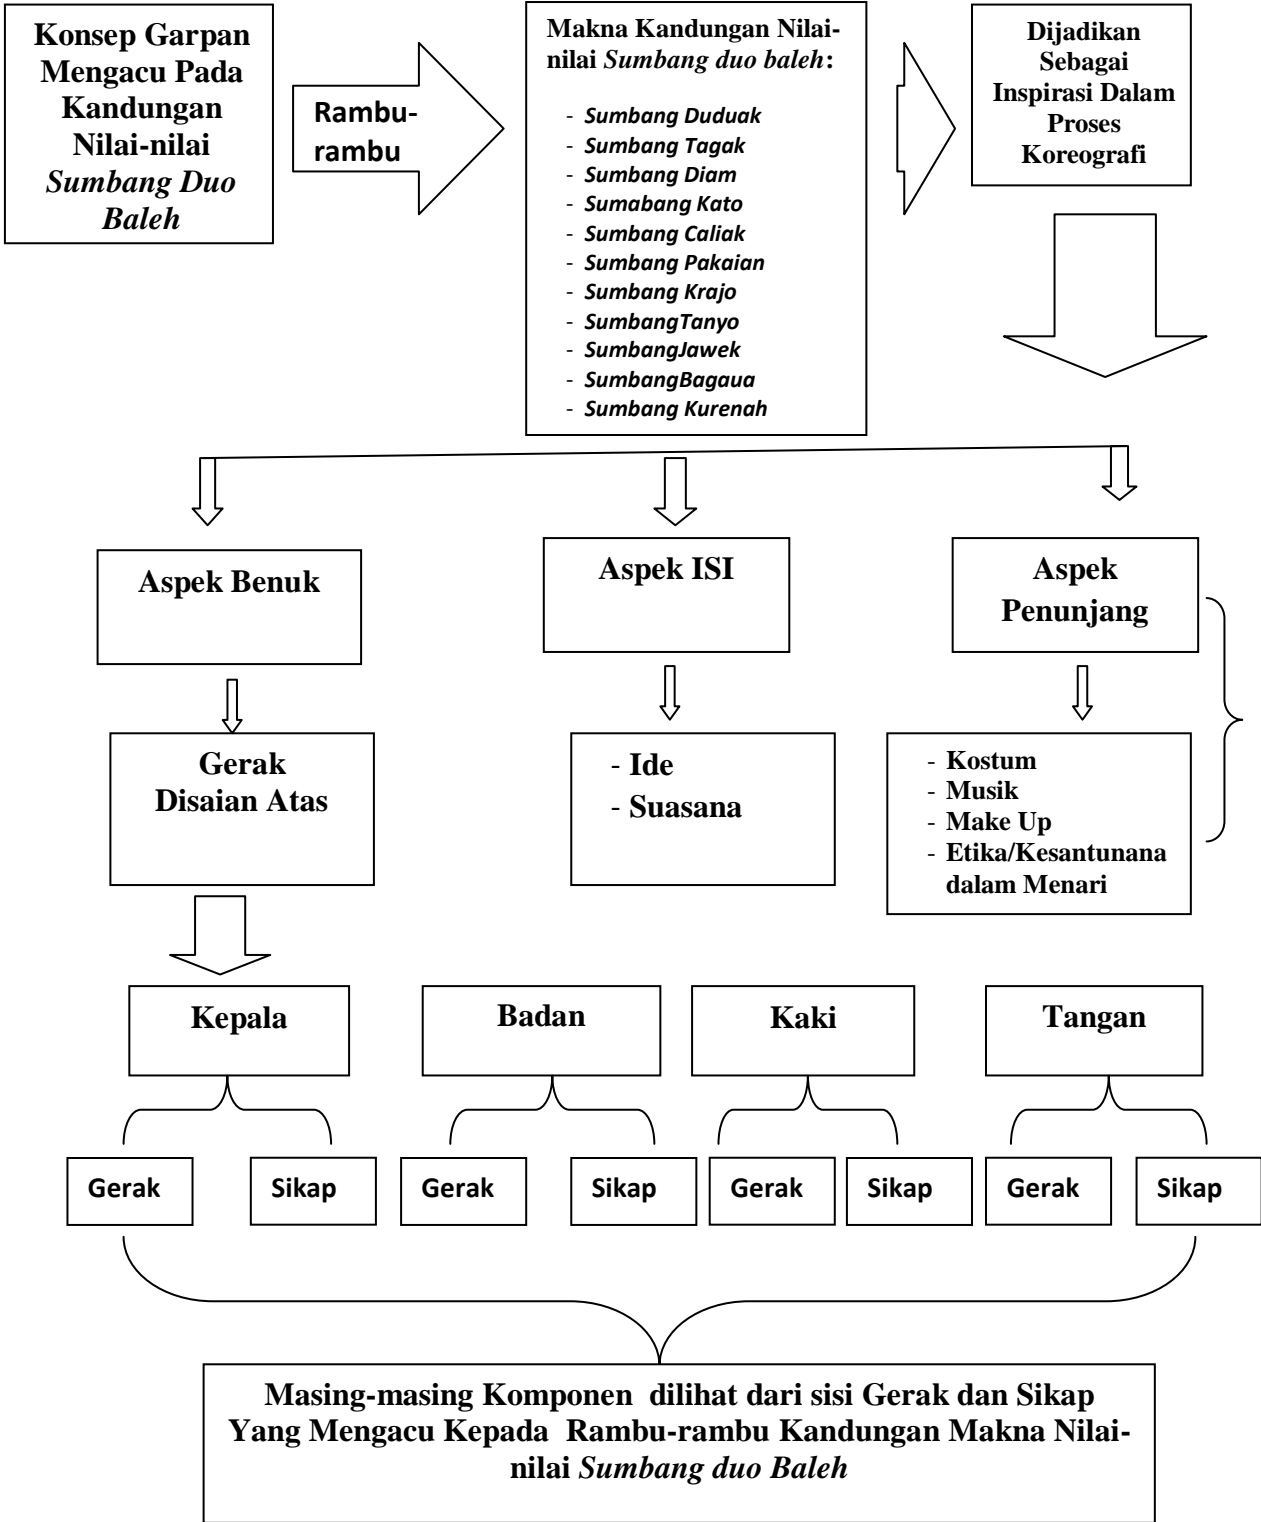 Konsep Garpan
Mengacu Pada
Kandungan
Nilai-nilai
Sumbang Duo
Baleh
Rambu-
rambu
Makna Kandungan Nilai-
nilai Sumbang duo baleh:
- Sumbang Duduak
- Sumbang Tagak
- Sumbang Diam
- Sumabang Kato
- Sumbang Caliak
- Sumbang Pakaian
- Sumbang Krajo
- SumbangTanyo
- SumbangJawek
- SumbangBagaua
- Sumbang Kurenah
Dijadikan
Sebagai
Inspirasi Dalam
Proses
Koreografi
Aspek Benuk
Aspek ISI
Aspek
Penunjang
Gerak
Disaian Atas
- Ide
- Suasana
- Kostum
- Musik
- Make Up
- Etika/Kesantunana
dalam Menari
Kepala
Badan
Kaki
Tangan
Gerak
Sikap
Gerak
Sikap
Gerak
Sikap
Gerak
Sikap
Masing-masing Komponen dilihat dari sisi Gerak dan Sikap
Yang Mengacu Kepada Rambu-rambu Kandungan Makna Nilai-
nilai Sumbang duo Baleh